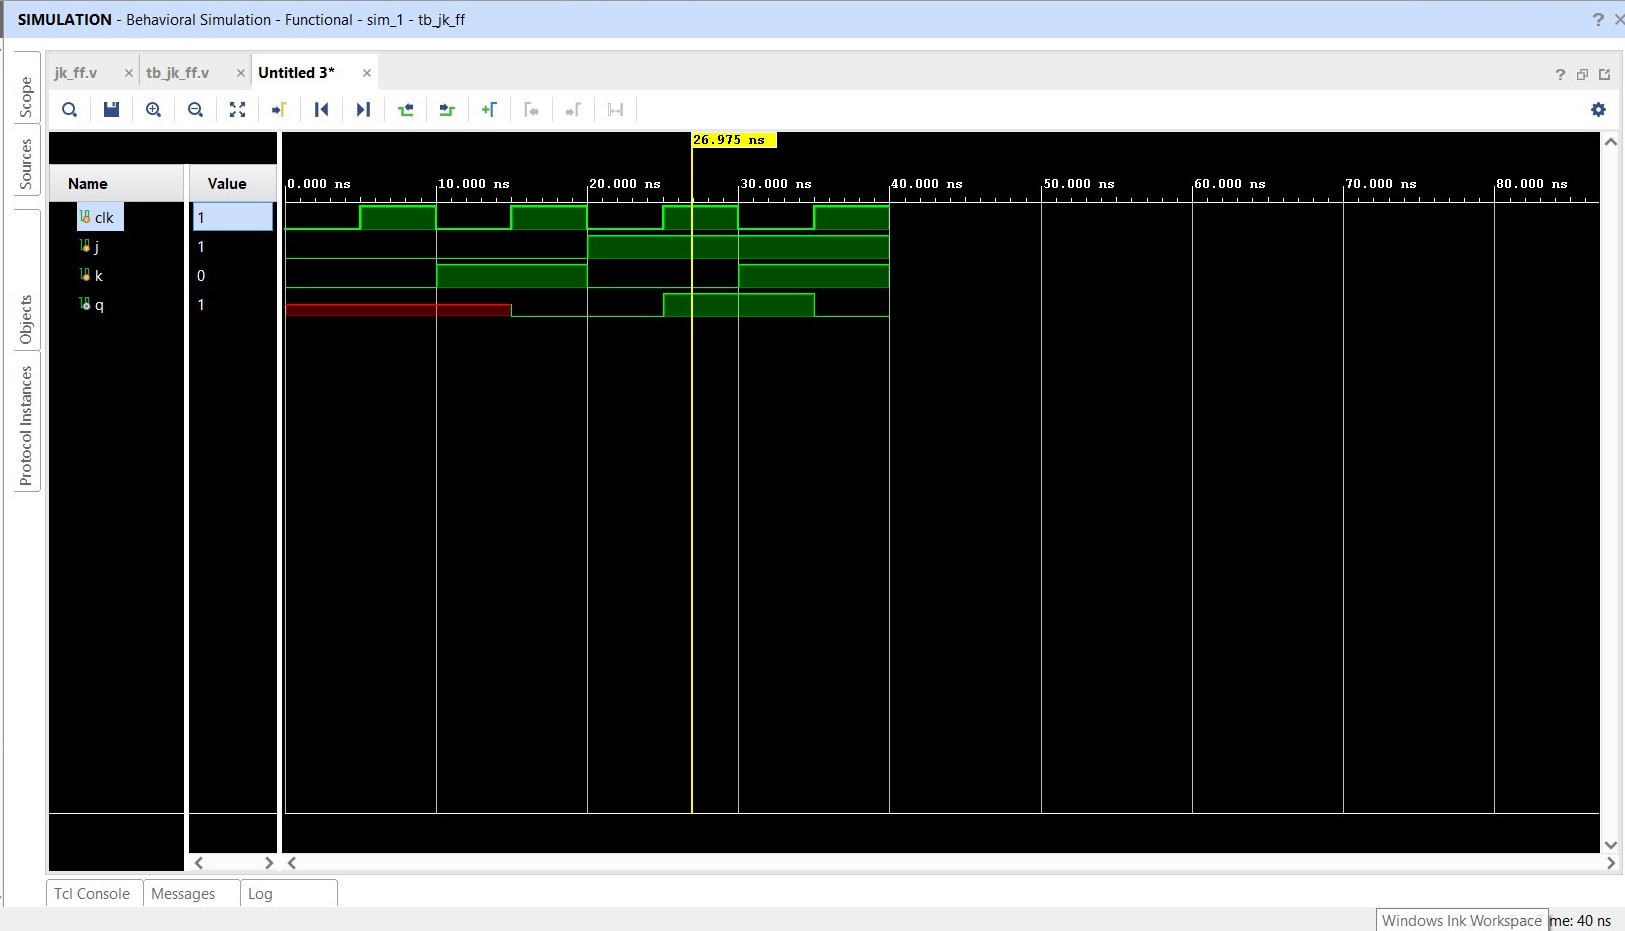 SIMULATION - Behavioral Simulation - Functional - sim_1 - tb_jk_ff
Scope
Sources
Objects
Protocol Instances
jk_ff.v
tb_jk_ff.v
Untitled 3*
26.975 ns
Name
Value
0.000 ns
10.000 ns
20.000 ns
30.000 ns
40.000 ns
50.000 ns
60.000 ns
70.000 ns
80.000 ns
clk
1
j
1
k
0
q
1
Tcl Console
Messages
Log
Windows Ink Workspace
me: 40 ns